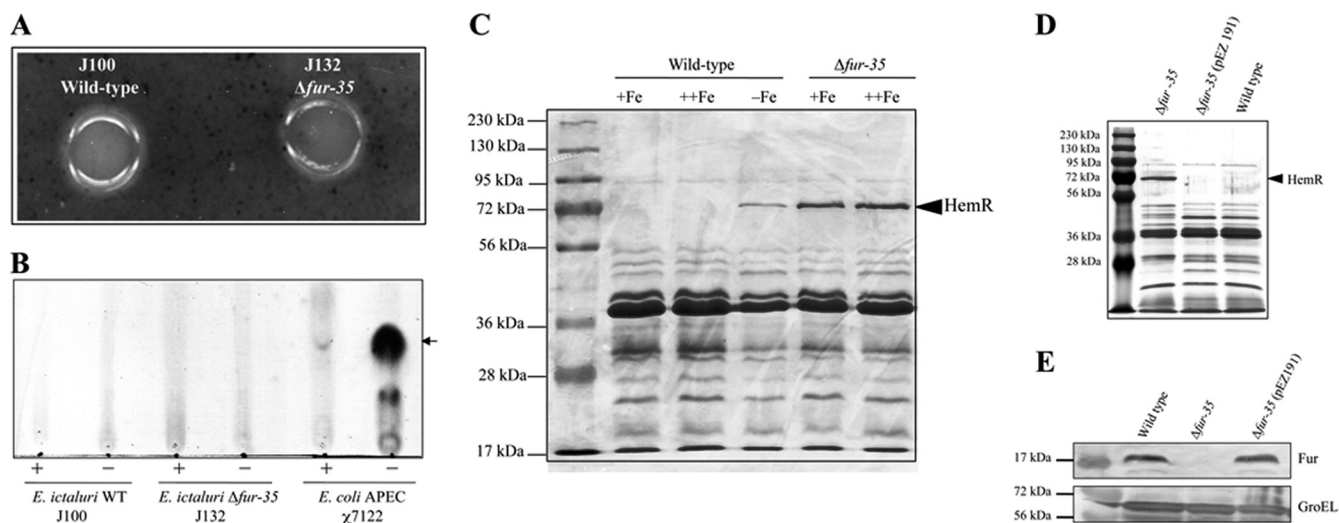 A
J100
Wild-type
J132
Δfur-35
B
+ − + − + −
E. ictaluri WT
J100
E. ictaluri Δfur-35
J132
E. coli APEC
χ7122
C
Wild-type Δfur-35
+Fe ++Fe −Fe +Fe ++Fe
230 kDa
130 kDa
95 kDa
72 kDa
56 kDa
36 kDa
28 kDa
17 kDa
HemR
D
Δfur -35
Δfur-35 (pEZ 191)
Wild type
230 kDa
130 kDa
95 kDa
72 kDa
56 kDa
36 kDa
28 kDa
HemR
E
Wild type
Δfur-35
Δfur-35 (pEZ191)
17 kDa
Fur
72 kDa
56 kDa
GroEL